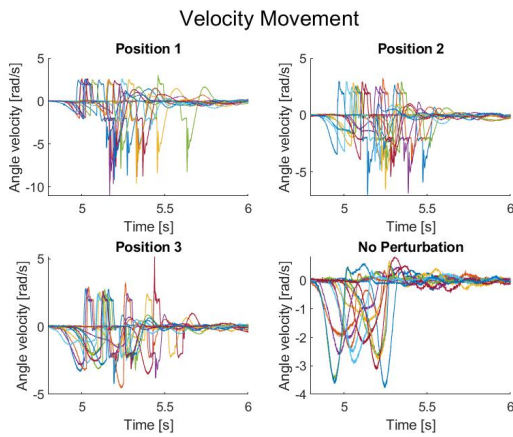 Velocity Movement
Position 1
Angle velocity [rad/s]
5
0
-5
-10
5
5.5
6
Time [s]
Position 2
Angle velocity [rad/s]
5
0
-5
5
5.5
6
Time [s]
Position 3
Angle velocity [rad/s]
5
0
-5
5
5.5
6
Time [s]
No Perturbation
Angle velocity [rad/s]
0
-1
-2
-3
-4
5
5.5
6
Time [s]